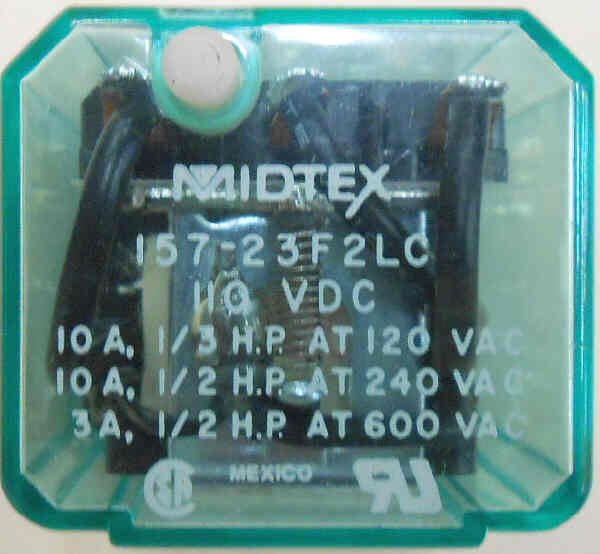 MIDTEX
157-23F2LC
110 VDC
10A, 1/3 H.P. AT 120 VAC
10A, 1/2 H.P. AT 240 VAC
3A, 1/2 H.P. AT 600 VAC
MEXICO